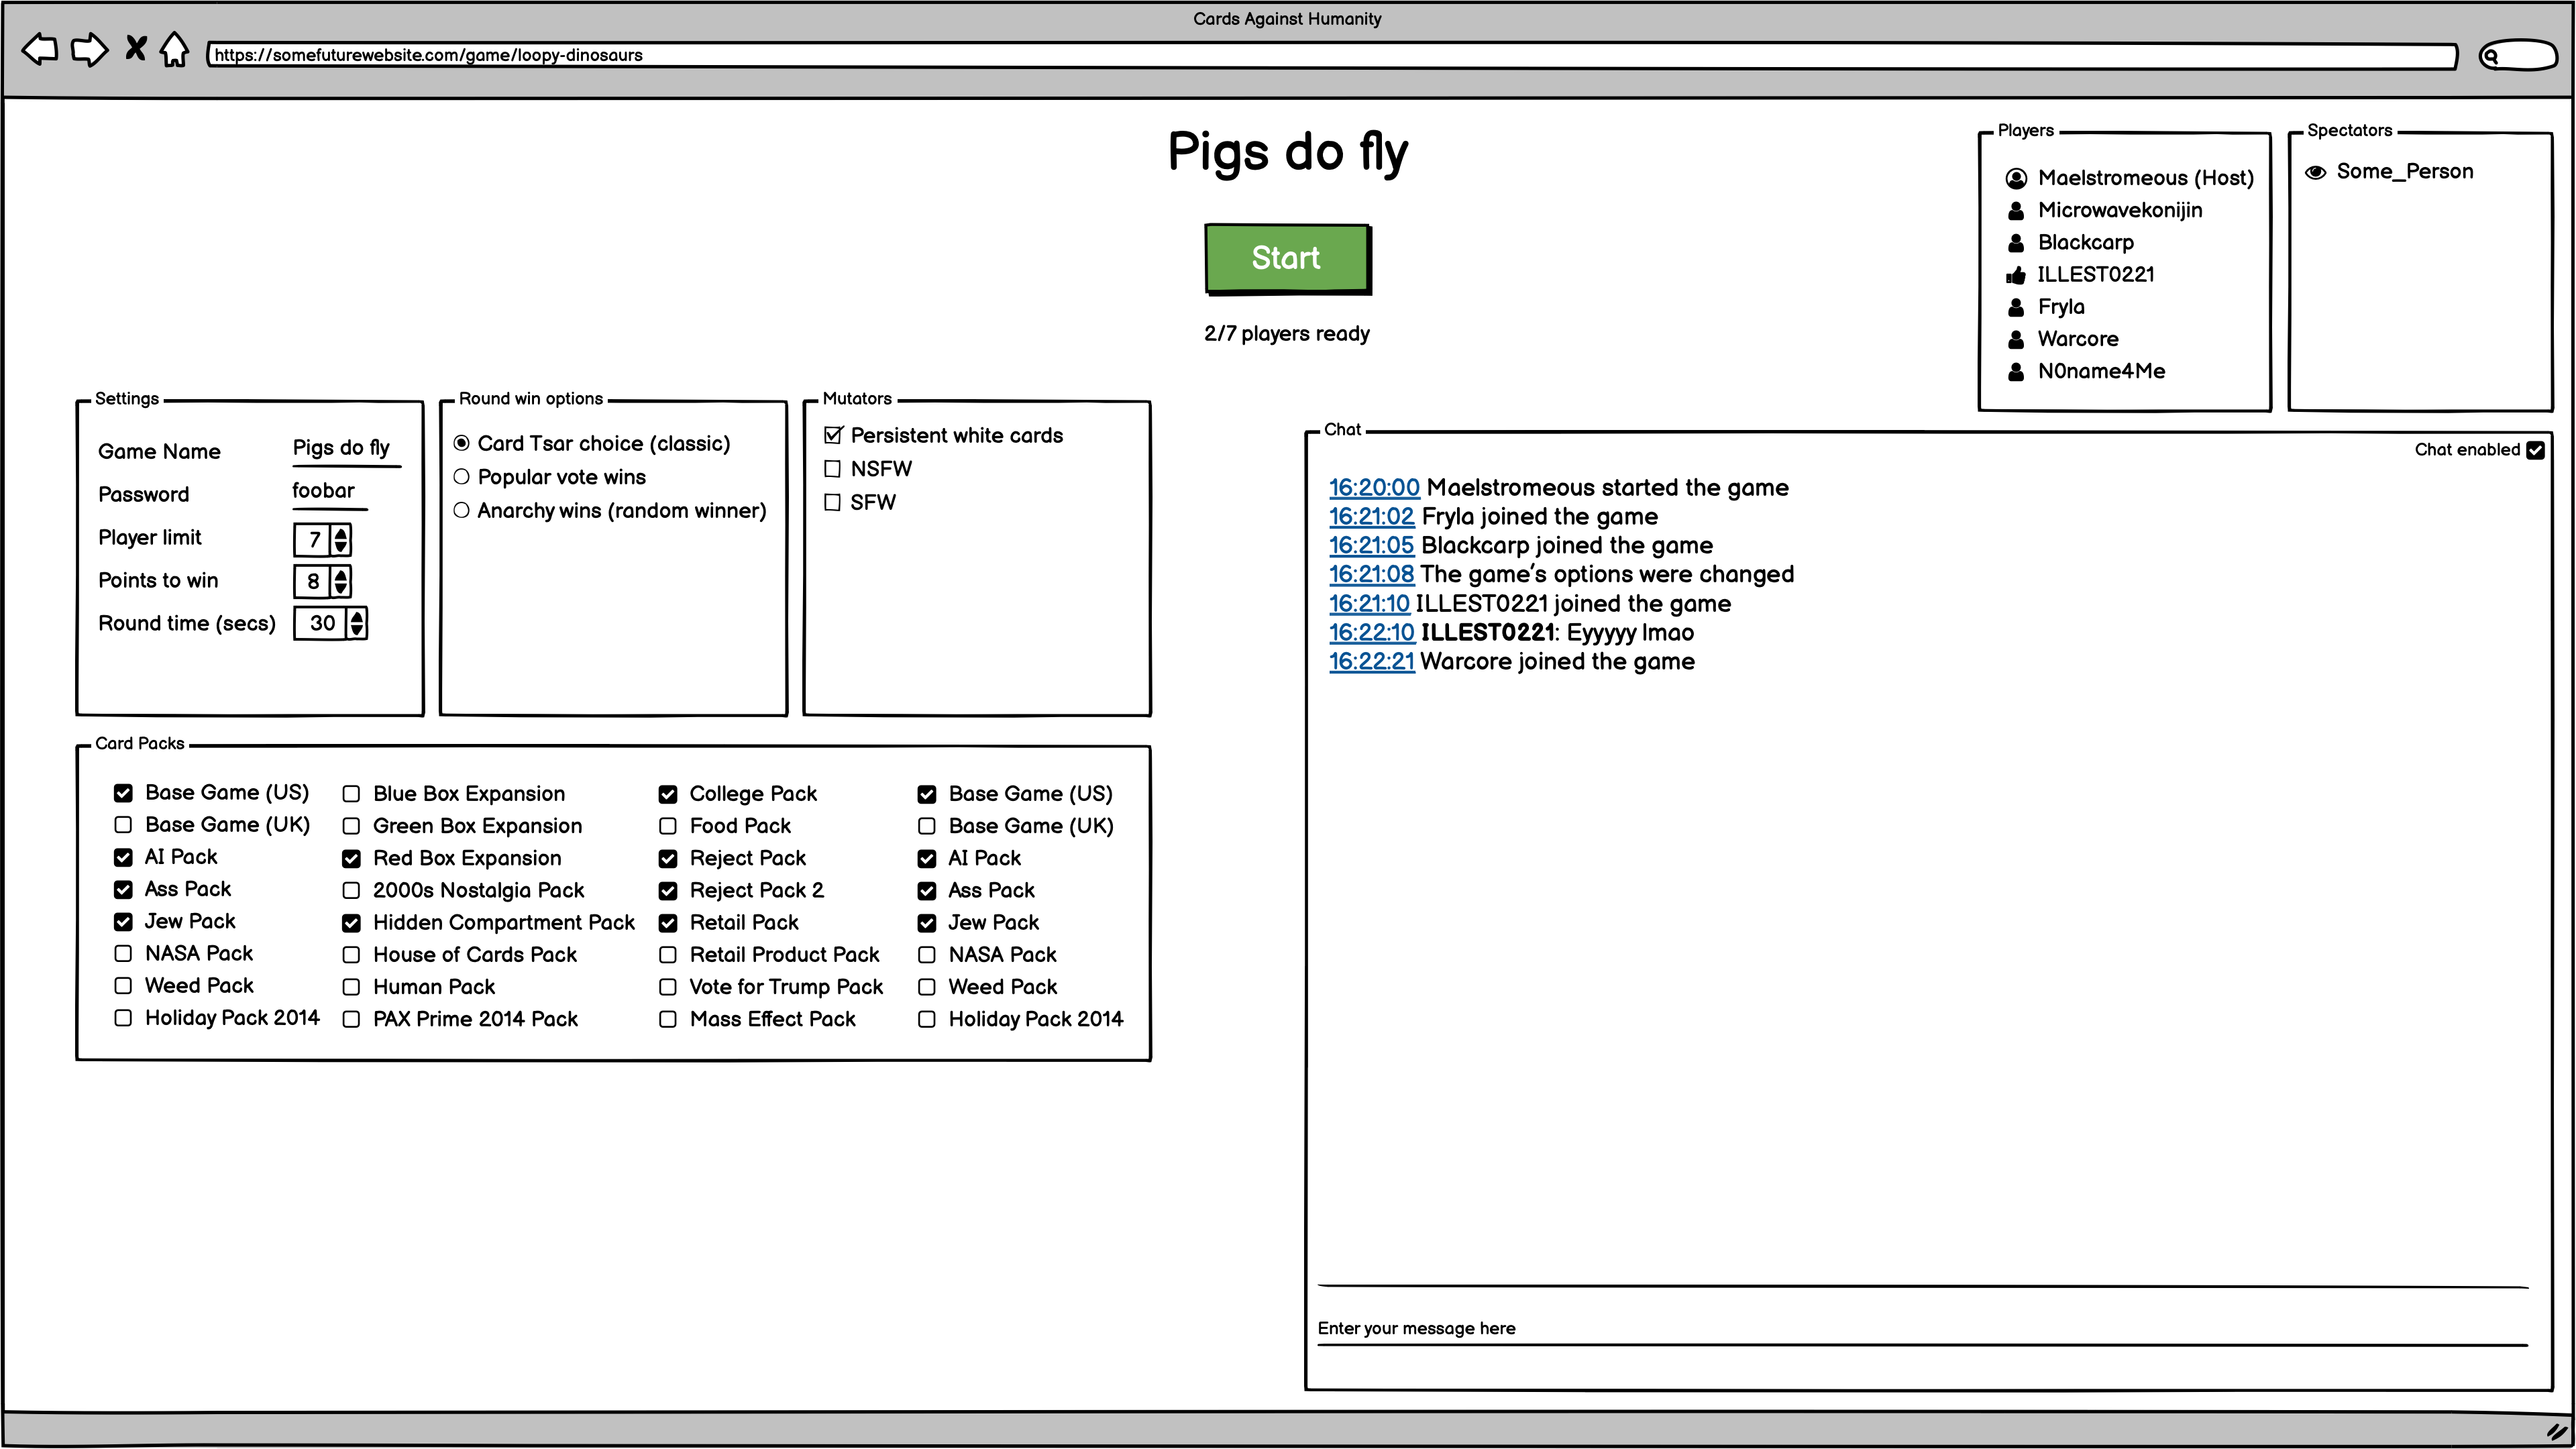 Cards Against Humanity
https://somefuturewebsite.com/game/loopy-dinosaurs
Pigs do fly
Start
2/7 players ready
Players
Maelstromeous (Host)
Microwavekonijin
Blackcarp
ILLEST0221
Fryla
Warcore
N0name4Me
Spectators
Some_Person
Settings
Game Name Pigs do fly
Password foobar
Player limit 7
Points to win 8
Round time (secs) 30
Round win options
Card Tsar choice (classic)
Popular vote wins
Anarchy wins (random winner)
Mutators
Persistent white cards
NSFW
SFW
Card Packs
Base Game (US)
Base Game (UK)
AI Pack
Ass Pack
Jew Pack
NASA Pack
Weed Pack
Holiday Pack 2014
Blue Box Expansion
Green Box Expansion
Red Box Expansion
2000s Nostalgia Pack
Hidden Compartment Pack
House of Cards Pack
Human Pack
PAX Prime 2014 Pack
College Pack
Food Pack
Reject Pack
Reject Pack 2
Retail Pack
Retail Product Pack
Vote for Trump Pack
Mass Effect Pack
Base Game (US)
Base Game (UK)
AI Pack
Ass Pack
Jew Pack
NASA Pack
Weed Pack
Holiday Pack 2014
Chat
Chat enabled
16:20:00 Maelstromeous started the game
16:21:02 Fryla joined the game
16:21:05 Blackcarp joined the game
16:21:08 The game's options were changed
16:21:10 ILLEST0221 joined the game
16:22:10 ILLEST0221: Eyyyyy lmao
16:22:21 Warcore joined the game
Enter your message here